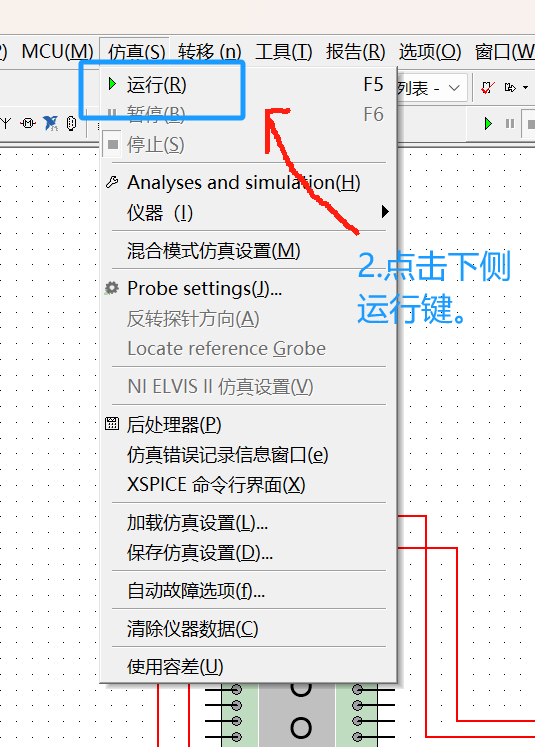 MCU(M) 仿真(S) 转移 (n) 工具(T) 报告(R) 选项(O) 窗口(W
运行(R) F5
列表 -
暂停(B) F6
停止(S)
Analyses and simulation(H)
仪器（I）
混合模式仿真设置(M)
Probe settings(J)...
反转探针方向(A)
Locate reference Grobe
NI ELVIS II 仿真设置(V)
后处理器(P)
仿真错误记录信息窗口(e)
XSPICE 命令行界面(X)
加载仿真设置(L)...
保存仿真设置(D)...
自动故障选项(f)...
清除仪器数据(C)
使用容差(U)
2.点击下侧
运行键。